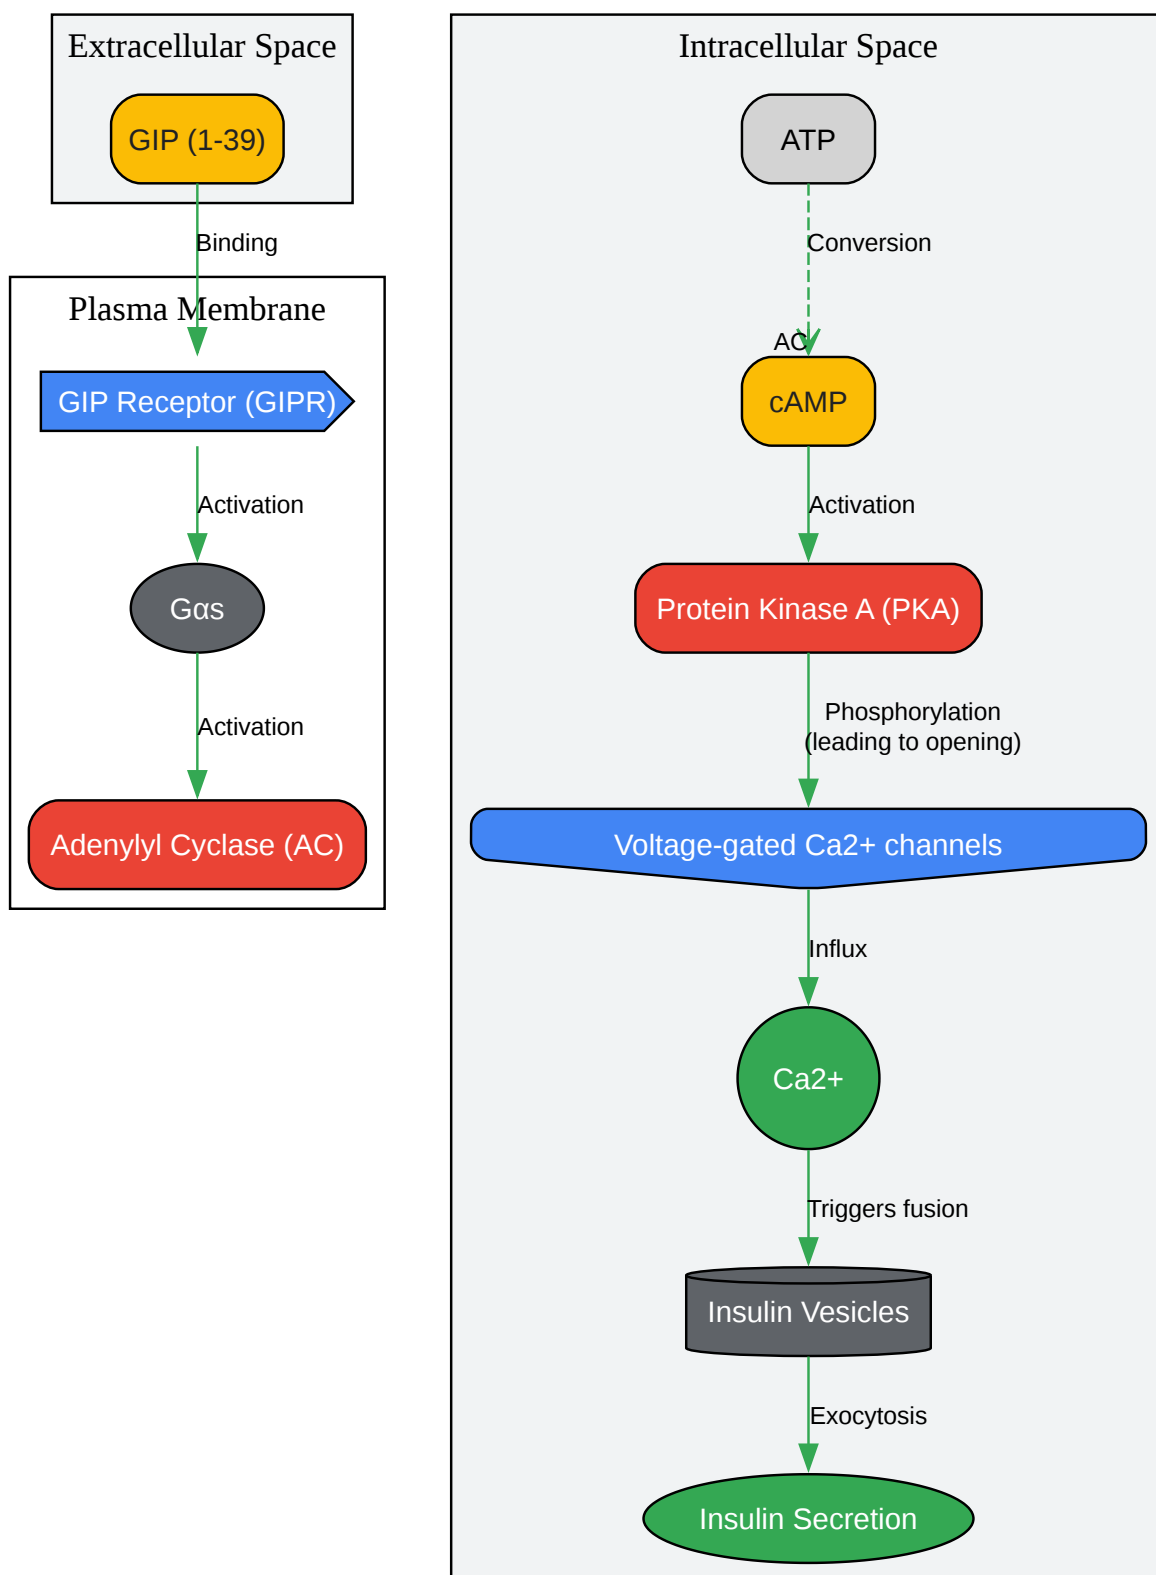 Extracellular Space
GIP (1-39)
Binding
Plasma Membrane
GIP Receptor (GIPR)
Activation
Gαs
Activation
Adenylyl Cyclase (AC)
Intracellular Space
ATP
Conversion
AC
cAMP
Activation
Protein Kinase A (PKA)
Phosphorylation
(leading to opening)
Voltage-gated Ca2+ channels
Influx
Ca2+
Triggers fusion
Insulin Vesicles
Exocytosis
Insulin Secretion